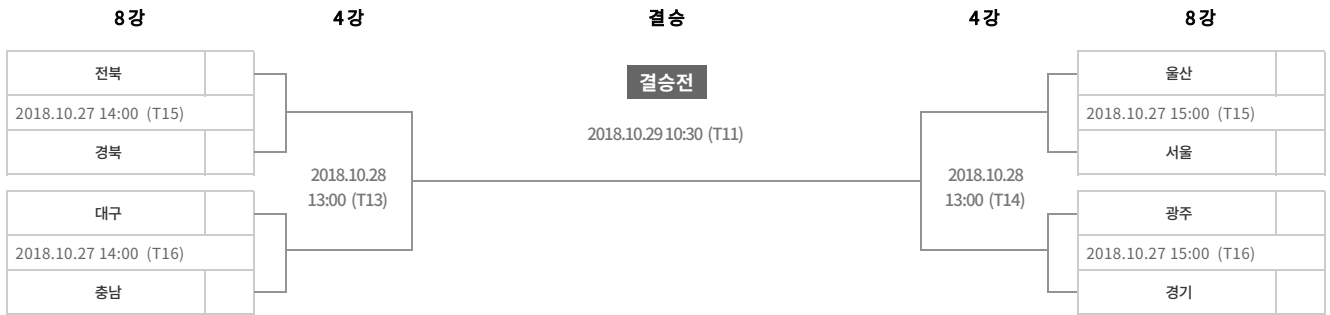 8강 4강 결승 4강 8강
전북
2018.10.27 14:00 (T15)
경북
대구
2018.10.27 14:00 (T16)
충남
2018.10.28
13:00 (T13)
결승전
2018.10.29 10:30 (T11)
2018.10.28
13:00 (T14)
울산
2018.10.27 15:00 (T15)
서울
광주
2018.10.27 15:00 (T16)
경기